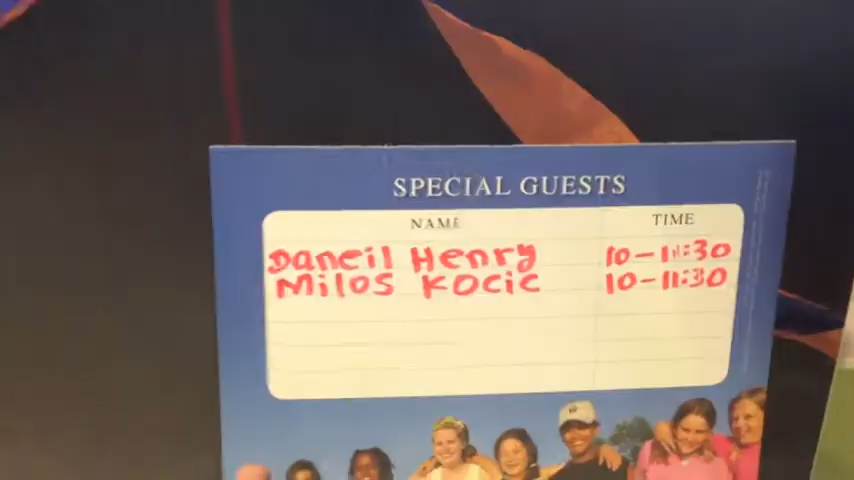 SPECIAL GUESTS
NAME TIME
Daneil Henry 10-11:30
Milos Kocic 10-11:30